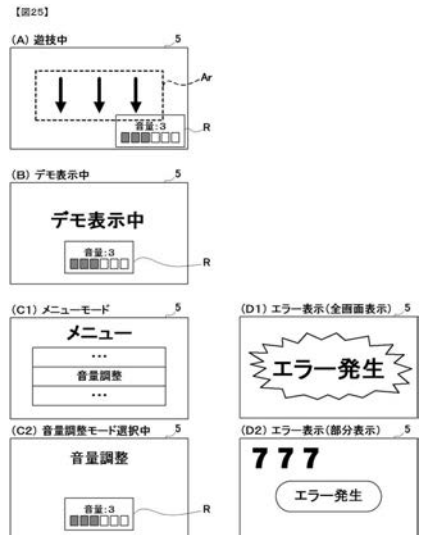 【図25】
(A) 遊技中
5
Ar
音量:3
R
(B) デモ表示中
5
デモ表示中
音量:3
R
(C1) メニューモード
5
メニュー
・・・
音量調整
・・・
(C2) 音量調整モード選択中
5
音量調整
音量:3
R
(D1) エラー表示(全画面表示)
5
エラー発生
(D2) エラー表示(部分表示)
5
777
エラー発生